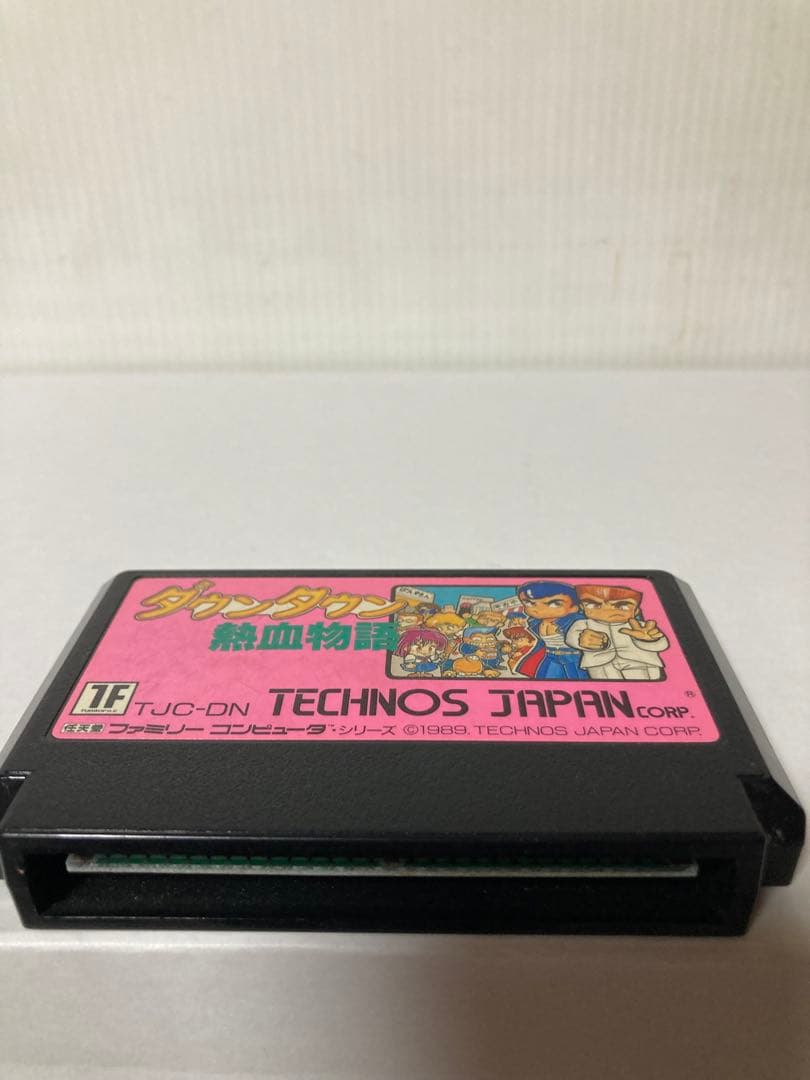 ダウンタウン
熱血物語
TF TJC-DN TECHNOS JAPAN CORP.®
任天堂 ファミリー コンピュータ™シリーズ ©1989. TECHNOS JAPAN CORP.